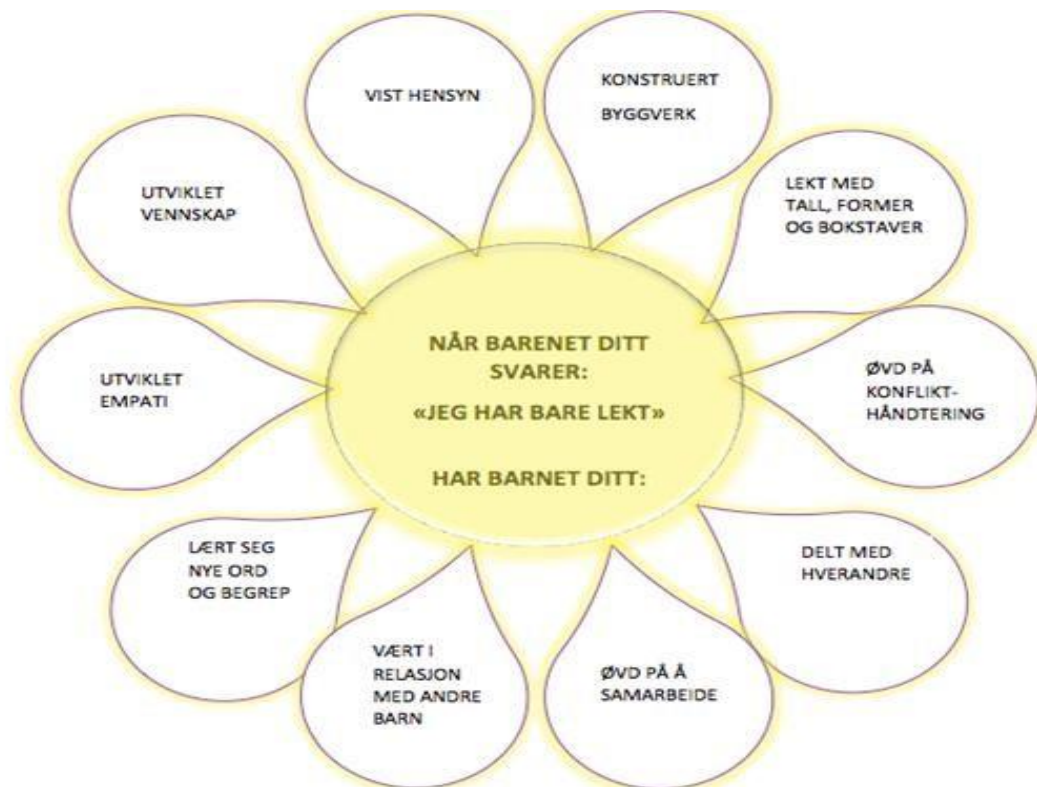 NÅR BARENET DITT
SVARER:
«JEG HAR BARE LEKT»
HAR BARNET DITT:
VIST HENSYN
KONSTRUERT
BYGGVERK
LEKT MED
TALL, FORMER
OG BOKSTAVER
ØVD PÅ
KONFLIKT-
HÅNDTERING
DELT MED
HVERANDRE
ØVD PÅ Å
SAMARBEIDE
VÆRT I
RELASJON
MED ANDRE
BARN
LÆRT SEG
NYE ORD
OG BEGREP
UTVIKLET
EMPATI
UTVIKLET
VENNSKAP